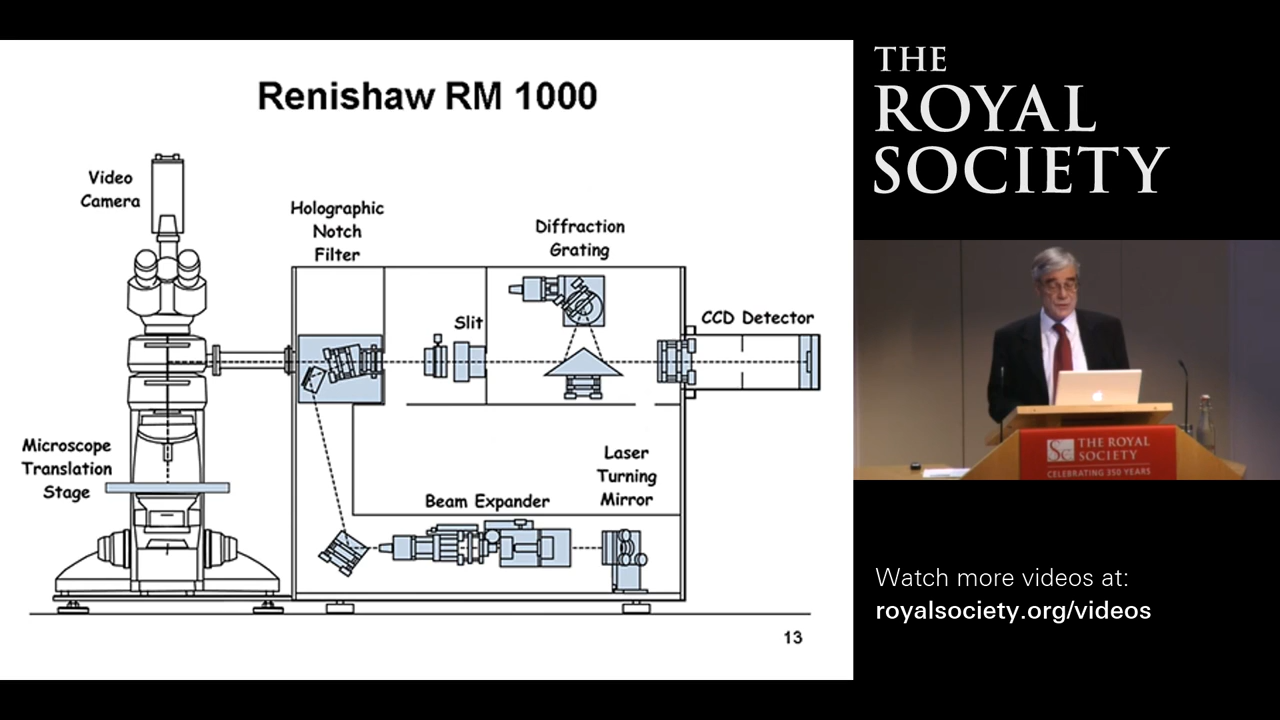 Renishaw RM 1000
Video
Camera
Holographic
Notch
Filter
Diffraction
Grating
Slit
CCD Detector
Microscope
Translation
Stage
Beam Expander
Laser
Turning
Mirror
13
THE
ROYAL
SOCIETY
THE ROYAL
SOCIETY
CELEBRATING 350 YEARS
Watch more videos at:
royalsociety.org/videos